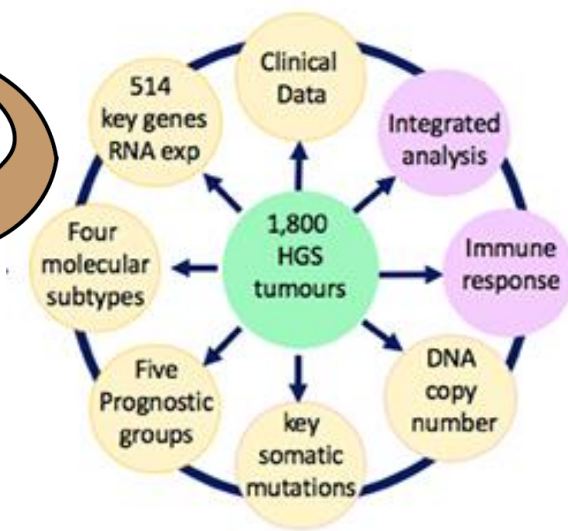 Clinical
Data
514
key genes
RNA exp
Integrated
analysis
1,800
HGS
tumours
Four
molecular
subtypes
Immune
response
Five
Prognostic
groups
DNA
copy
number
key
somatic
mutations